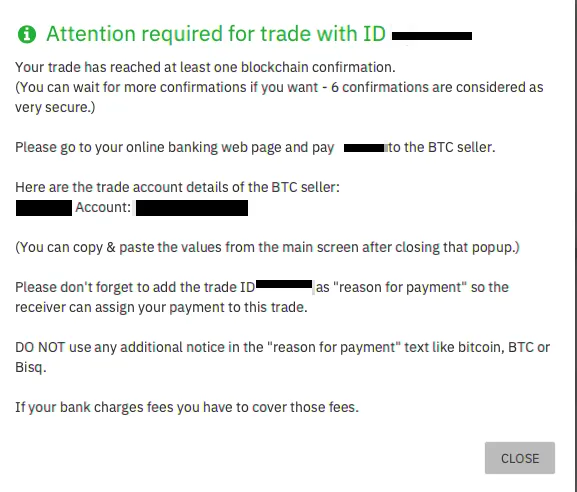 Attention required for trade with ID
Your trade has reached at least one blockchain confirmation.
(You can wait for more confirmations if you want - 6 confirmations are considered as
very secure.)
Please go to your online banking web page and pay to the BTC seller.
Here are the trade account details of the BTC seller:
Account:
(You can copy & paste the values from the main screen after closing that popup.)
Please don't forget to add the trade ID as "reason for payment" so the
receiver can assign your payment to this trade.
DO NOT use any additional notice in the "reason for payment" text like bitcoin, BTC or
Bisq.
If your bank charges fees you have to cover those fees.
CLOSE